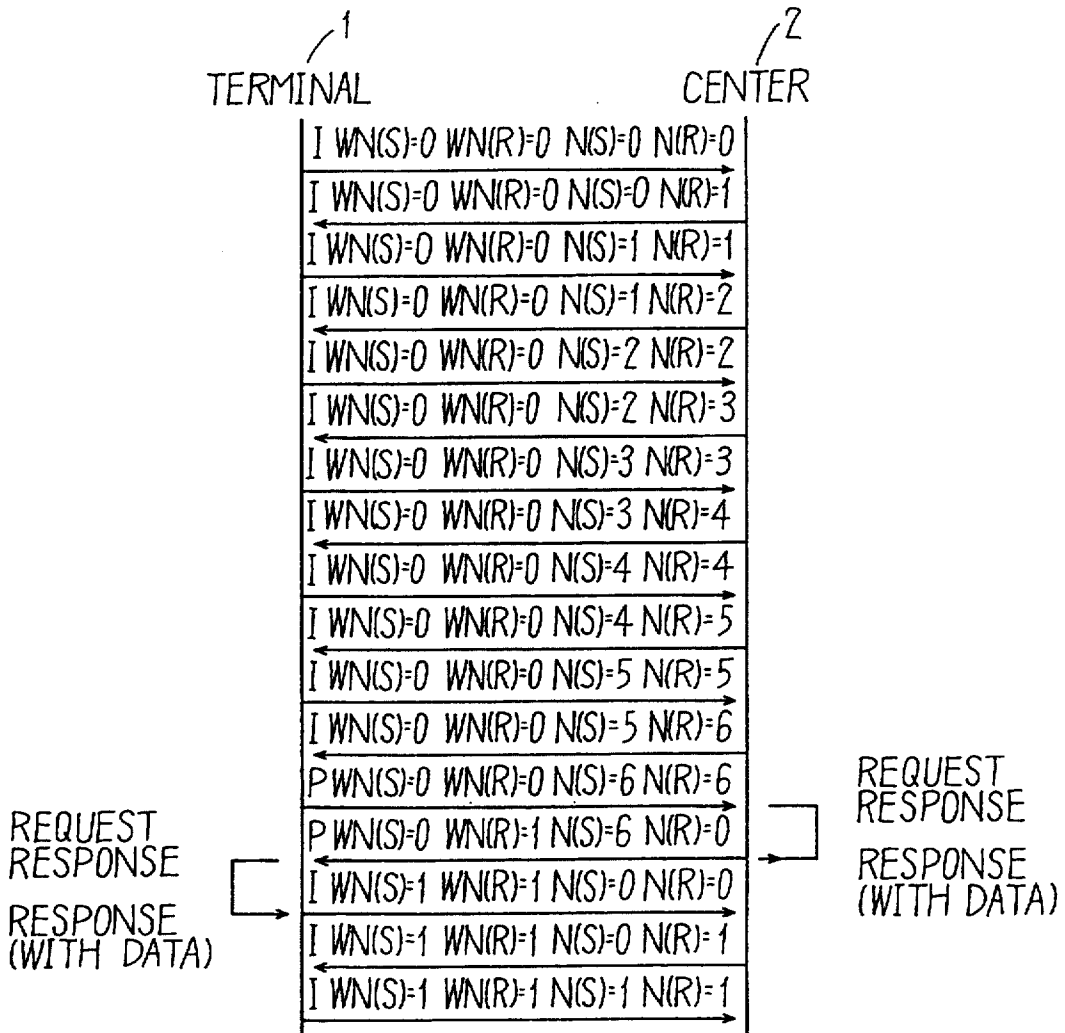 1
2
TERMINAL
CENTER
I WN(S)=0 WN(R)=0 N(S)=0 N(R)=0
I WN(S)=0 WN(R)=0 N(S)=0 N(R)=1
I WN(S)=0 WN(R)=0 N(S)=1 N(R)=1
I WN(S)=0 WN(R)=0 N(S)=1 N(R)=2
I WN(S)=0 WN(R)=0 N(S)=2 N(R)=2
I WN(S)=0 WN(R)=0 N(S)=2 N(R)=3
I WN(S)=0 WN(R)=0 N(S)=3 N(R)=3
I WN(S)=0 WN(R)=0 N(S)=3 N(R)=4
I WN(S)=0 WN(R)=0 N(S)=4 N(R)=4
I WN(S)=0 WN(R)=0 N(S)=4 N(R)=5
I WN(S)=0 WN(R)=0 N(S)=5 N(R)=5
I WN(S)=0 WN(R)=0 N(S)=5 N(R)=6
P WN(S)=0 WN(R)=0 N(S)=6 N(R)=6
P WN(S)=0 WN(R)=1 N(S)=6 N(R)=0
I WN(S)=1 WN(R)=1 N(S)=0 N(R)=0
I WN(S)=1 WN(R)=1 N(S)=0 N(R)=1
I WN(S)=1 WN(R)=1 N(S)=1 N(R)=1
REQUEST
RESPONSE
RESPONSE
(WITH DATA)
REQUEST
RESPONSE
RESPONSE
(WITH DATA)